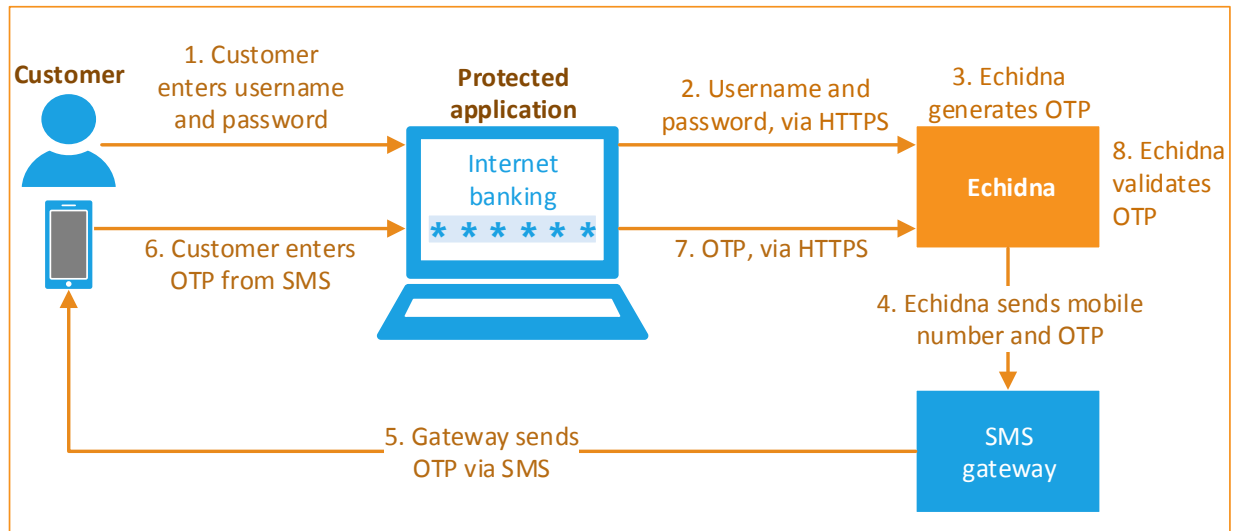 Customer
1. Customer
enters username
and password
Protected
application
2. Username and
password, via HTTPS
3. Echidna
generates OTP
Internet
banking
* * * * * *
Echidna
8. Echidna
validates
OTP
6. Customer enters
OTP from SMS
7. OTP, via HTTPS
4. Echidna sends mobile
number and OTP
5. Gateway sends
OTP via SMS
SMS
gateway